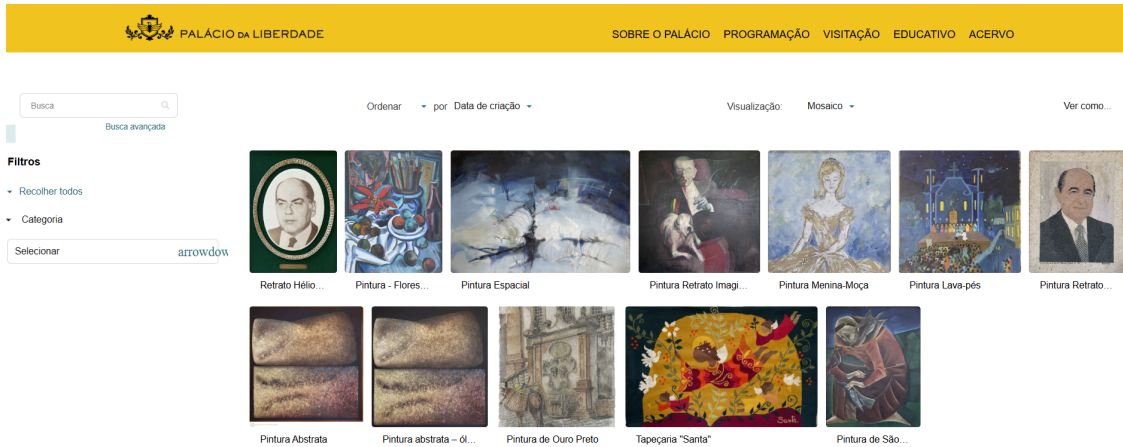 PALÁCIO DA LIBERDADE
SOBRE O PALÁCIO PROGRAMAÇÃO VISITAÇÃO EDUCATIVO ACERVO
Busca
Busca avançada
Ordenar por Data de criação Visualização: Mosaico Ver como...
Filtros
Recolher todos
Categoria
Selecionar arrowdow
Retrato Hélio... Pintura - Flores... Pintura Espacial Pintura Retrato Imagi... Pintura Menina-Moça Pintura Lava-pés Pintura Retrato...
Santa
Pintura Abstrata Pintura abstrata – ól... Pintura de Ouro Preto Tapeçaria "Santa" Pintura de São...